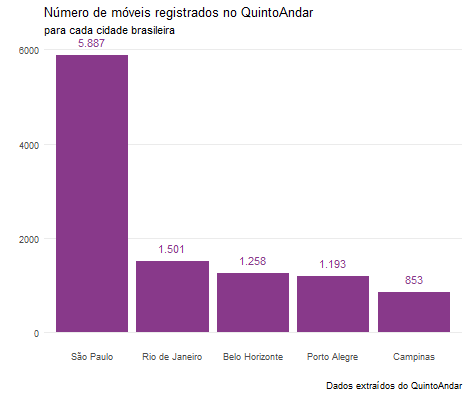 Número de móveis registrados no QuintoAndar
para cada cidade brasileira
5.887
6000
4000
1.501
1.258
1.193
853
2000
0
São Paulo
Rio de Janeiro
Belo Horizonte
Porto Alegre
Campinas
Dados extraídos do QuintoAndar